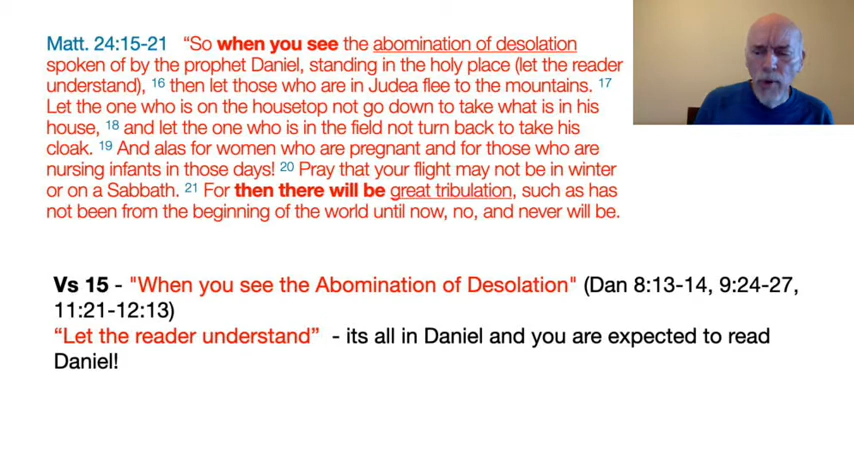 Matt. 24:15-21 “So when you see the abomination of desolation
spoken of by the prophet Daniel, standing in the holy place (let the reader
understand), 16 then let those who are in Judea flee to the mountains. 17
Let the one who is on the housetop not go down to take what is in his
house, 18 and let the one who is in the field not turn back to take his
cloak. 19 And alas for women who are pregnant and for those who are
nursing infants in those days! 20 Pray that your flight may not be in winter
or on a Sabbath. 21 For then there will be great tribulation, such as has
not been from the beginning of the world until now, no, and never will be.
Vs 15 - "When you see the Abomination of Desolation" (Dan 8:13-14, 9:24-27,
11:21-12:13)
“Let the reader understand” - its all in Daniel and you are expected to read
Daniel!